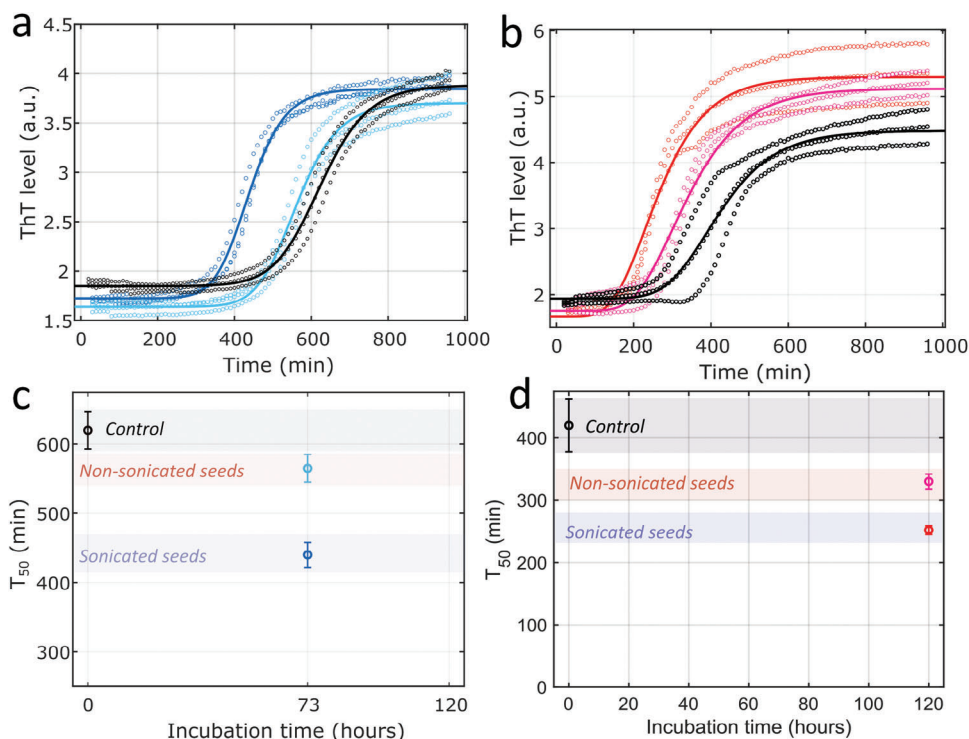 a
4.5
4
3.5
3
2.5
2
1.5
ThT level (a.u.)
0
200
400
600
800
1000
Time (min)
b
6
5
4
3
2
ThT level (a.u.)
0
200
400
600
800
1000
Time (min)
c
600
500
400
300
T50 (min)
Control
Non-sonicated seeds
Sonicated seeds
0
73
120
Incubation time (hours)
d
400
300
200
100
0
T50 (min)
Control
Non-sonicated seeds
Sonicated seeds
0
20
40
60
80
100
120
Incubation time (hours)